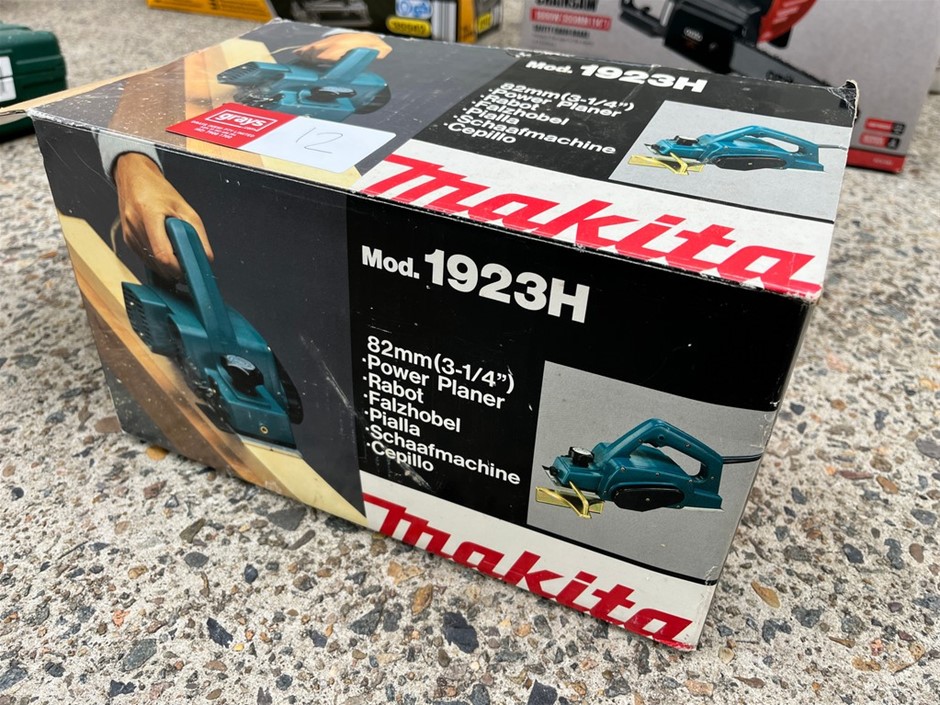 Mod. 1923H
82mm(3-1/4")
·Power Planer
·Rabot
·Falzhobel
·Pialla
·Schaafmachine
·Cepillo
makita
grays
.com
12
Mod. 1923H
82mm(3-1/4")
·Power Planer
·Rabot
·Falzhobel
·Pialla
·Schaafmachine
·Cepillo
makita